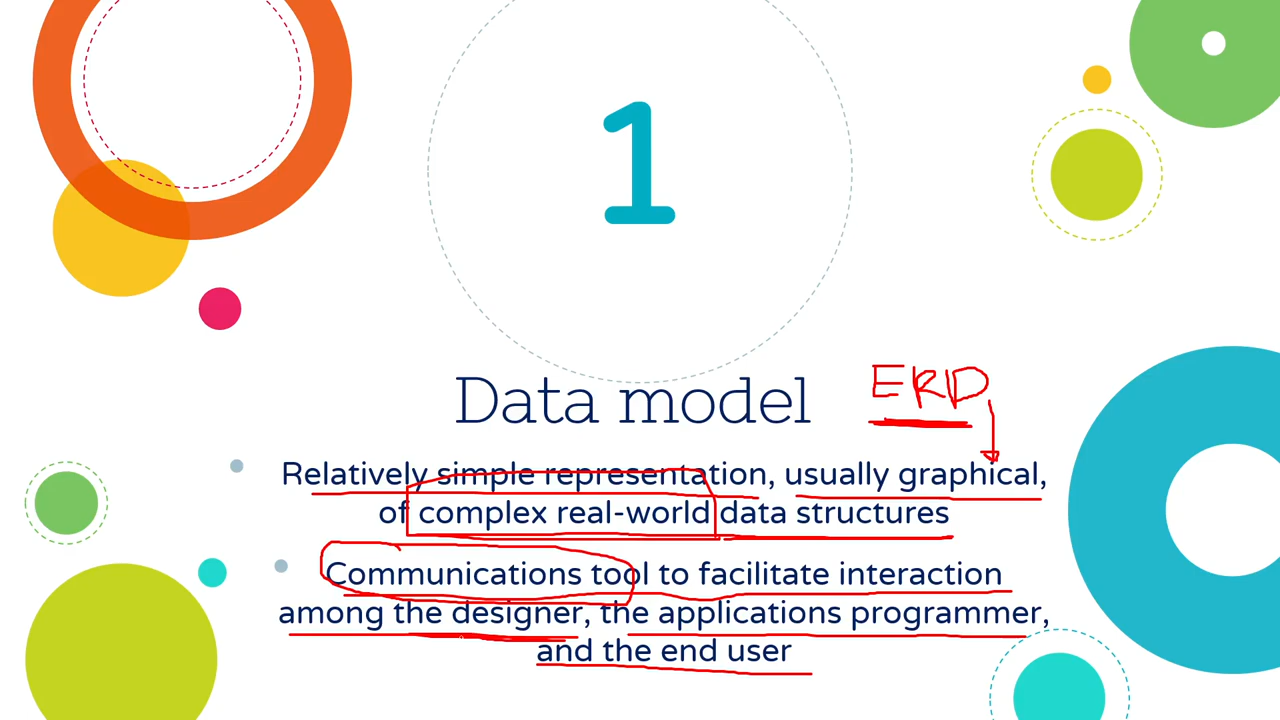 1
Data model
ERD
Relatively simple representation, usually graphical,
of complex real-world data structures
Communications tool to facilitate interaction
among the designer, the applications programmer,
and the end user